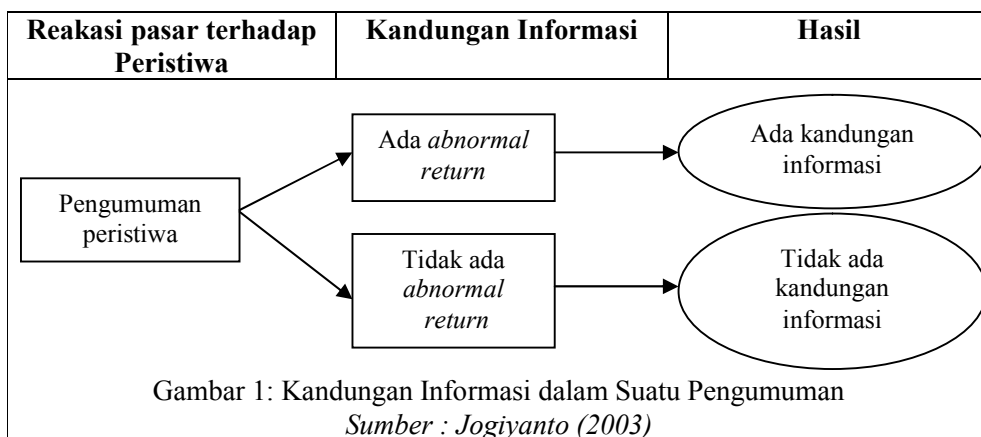 Reakasi pasar terhadap
Peristiwa
Kandungan Informasi
Hasil
Pengumuman
peristiwa
Ada abnormal
return
Ada kandungan
informasi
Tidak ada
abnormal
return
Tidak ada
kandungan
informasi
Gambar 1: Kandungan Informasi dalam Suatu Pengumuman
Sumber : Jogiyanto (2003)